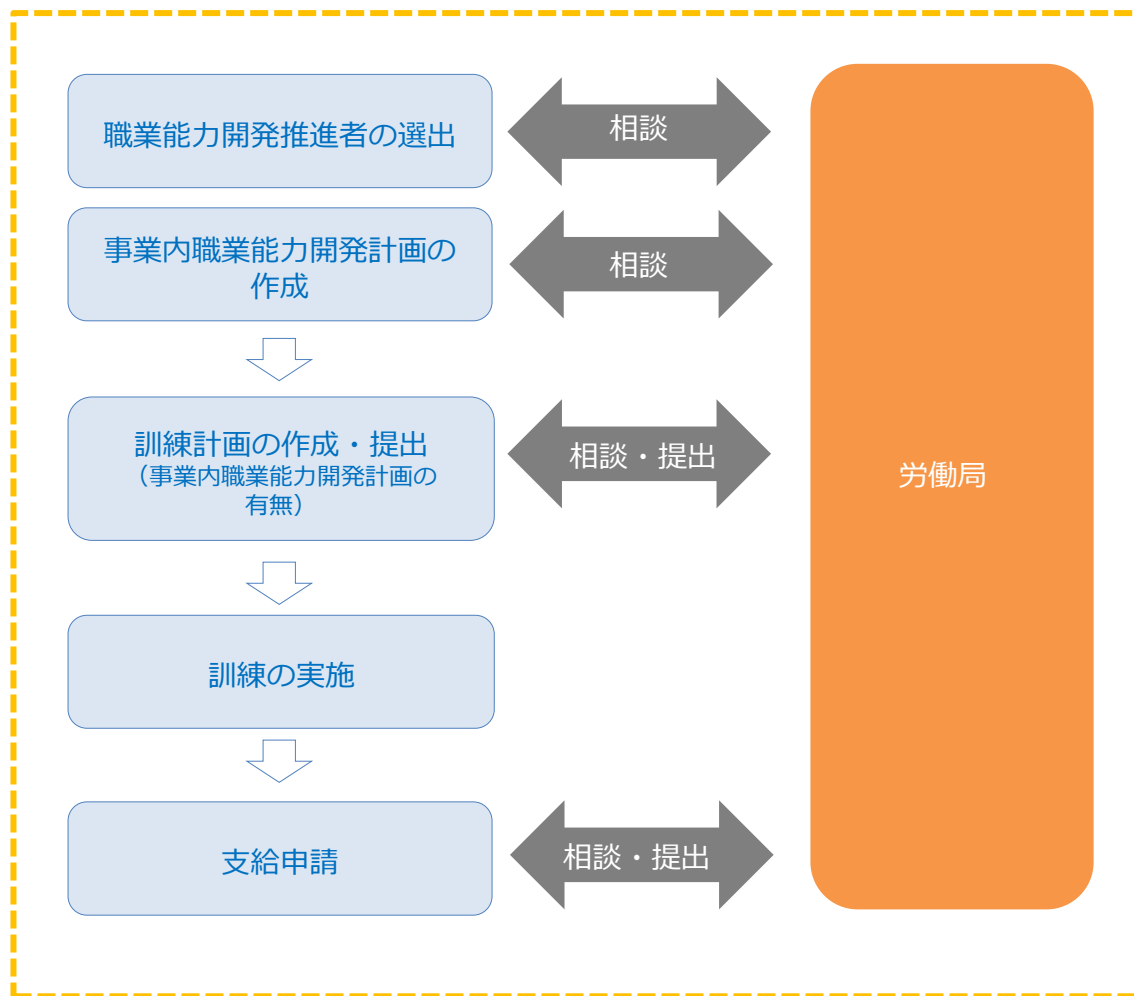 職業能力開発推進者の選出
相談
事業内職業能力開発計画の
作成
相談
訓練計画の作成・提出
（事業内職業能力開発計画の
有無）
相談・提出
労働局
訓練の実施
支給申請
相談・提出